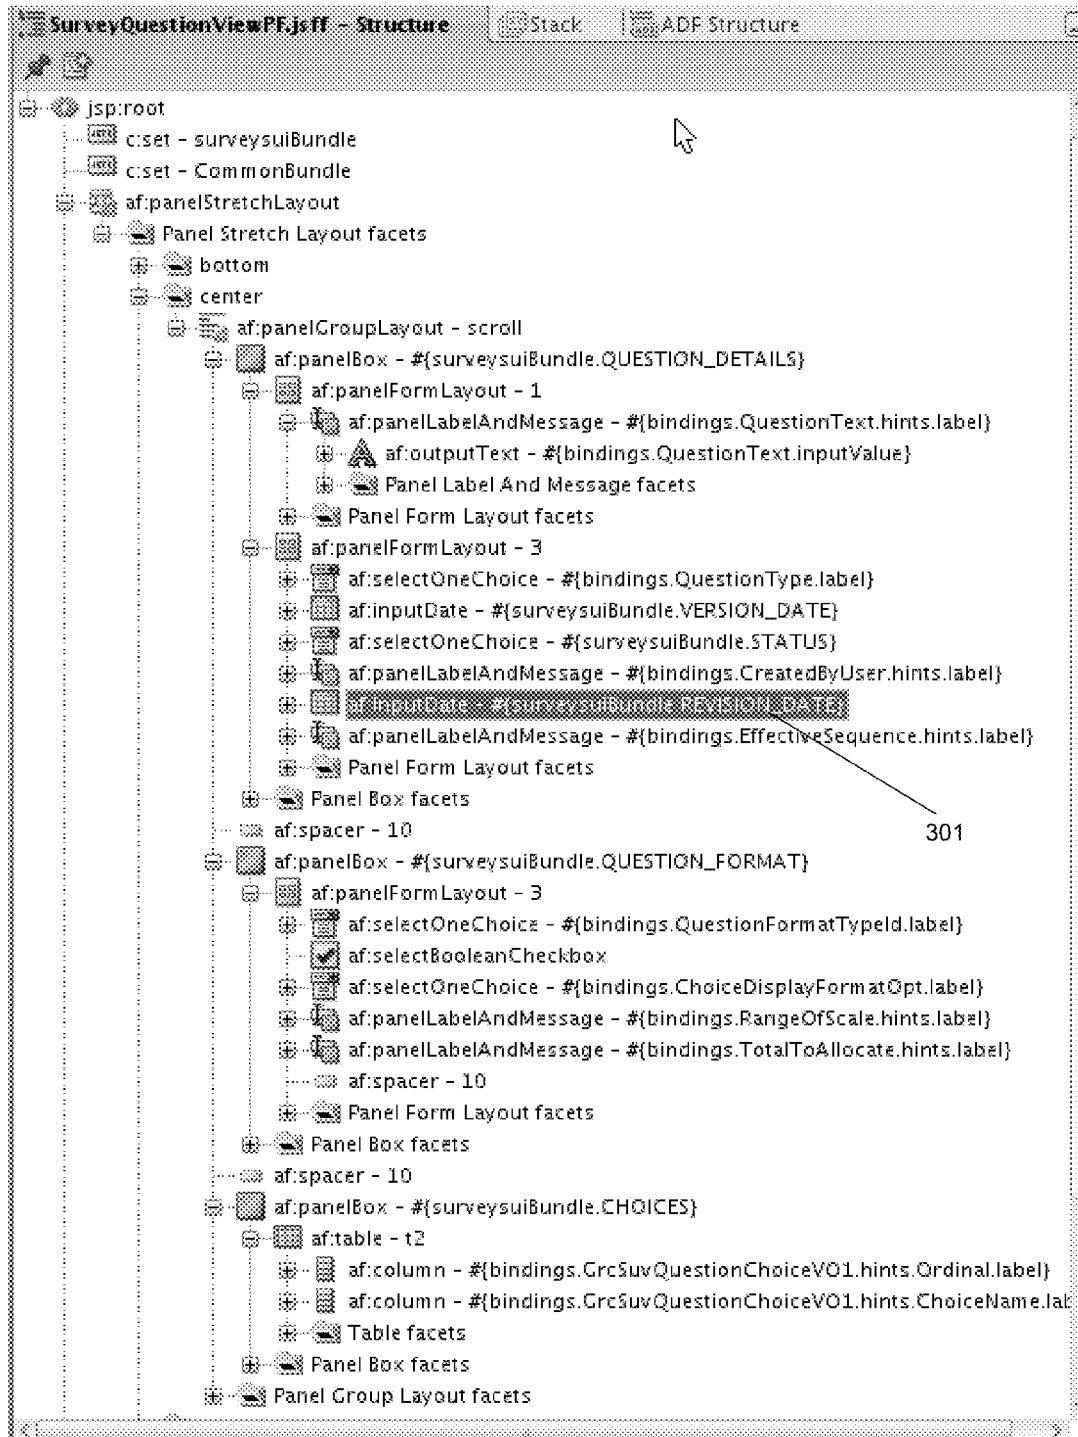 SurveyQuestionViewPF.jsff - Structure Stack ADF Structure
jsp:root
c:set - surveysuiBundle
c:set - CommonBundle
af:panelStretchLayout
Panel Stretch Layout facets
bottom
center
af:panelGroupLayout - scroll
af:panelBox - #{surveysuiBundle.QUESTION_DETAILS}
af:panelFormLayout - 1
af:panelLabelAndMessage - #{bindings.QuestionText.hints.label}
af:outputText - #{bindings.QuestionText.inputValue}
Panel Label And Message facets
Panel Form Layout facets
af:panelFormLayout - 3
af:selectOneChoice - #{bindings.QuestionType.label}
af:inputDate - #{surveysuiBundle.VERSION_DATE}
af:selectOneChoice - #{surveysuiBundle.STATUS}
af:panelLabelAndMessage - #{bindings.CreatedByUser.hints.label}
af:inputDate - #{surveysuiBundle.REVISION_DATE}
af:panelLabelAndMessage - #{bindings.EffectiveSequence.hints.label}
Panel Form Layout facets
Panel Box facets
af:spacer - 10
301
af:panelBox - #{surveysuiBundle.QUESTION_FORMAT}
af:panelFormLayout - 3
af:selectOneChoice - #{bindings.QuestionFormatTypeId.label}
af:selectBooleanCheckbox
af:selectOneChoice - #{bindings.ChoiceDisplayFormatOpt.label}
af:panelLabelAndMessage - #{bindings.RangeOfScale.hints.label}
af:panelLabelAndMessage - #{bindings.TotalToAllocate.hints.label}
af:spacer - 10
Panel Form Layout facets
Panel Box facets
af:spacer - 10
af:panelBox - #{surveysuiBundle.CHOICES}
af:table - t2
af:column - #{bindings.GrcSuvQuestionChoiceVO1.hints.Ordinal.label}
af:column - #{bindings.GrcSuvQuestionChoiceVO1.hints.ChoiceName.lab
Table facets
Panel Box facets
Panel Group Layout facets